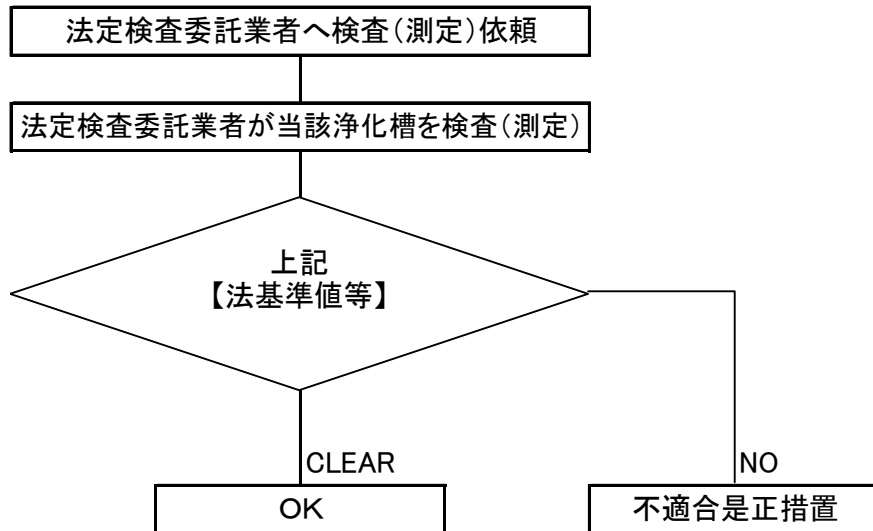 法定検査委託業者へ検査（測定）依頼
法定検査委託業者が当該浄化槽を検査（測定）
上記
【法基準値等】
CLEAR
NO
OK
不適合是正措置